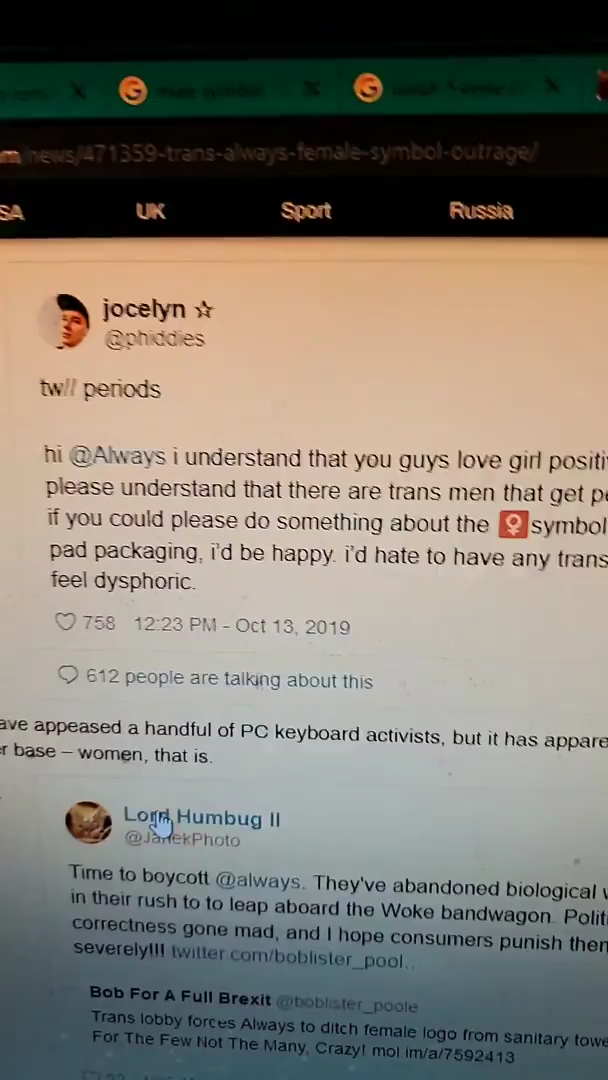 m/news/471359-trans-always-female-symbol-outrage/
SA UK Sport Russia
jocelyn ☆
@phiddies
tw// periods
hi @Always i understand that you guys love girl positi
please understand that there are trans men that get pe
if you could please do something about the ♀ symbol
pad packaging, i'd be happy. i'd hate to have any trans
feel dysphoric.
758 12:23 PM - Oct 13, 2019
612 people are talking about this
ave appeased a handful of PC keyboard activists, but it has appare
r base – women, that is.
Lord Humbug II
@JanekPhoto
Time to boycott @always. They've abandoned biological w
in their rush to to leap aboard the Woke bandwagon. Polit
correctness gone mad, and I hope consumers punish them
severely!!! twitter.com/boblister_pool…
Bob For A Full Brexit @boblister_poole
Trans lobby forces Always to ditch female logo from sanitary towe
For The Few Not The Many, Crazy! mol.im/a/7592413